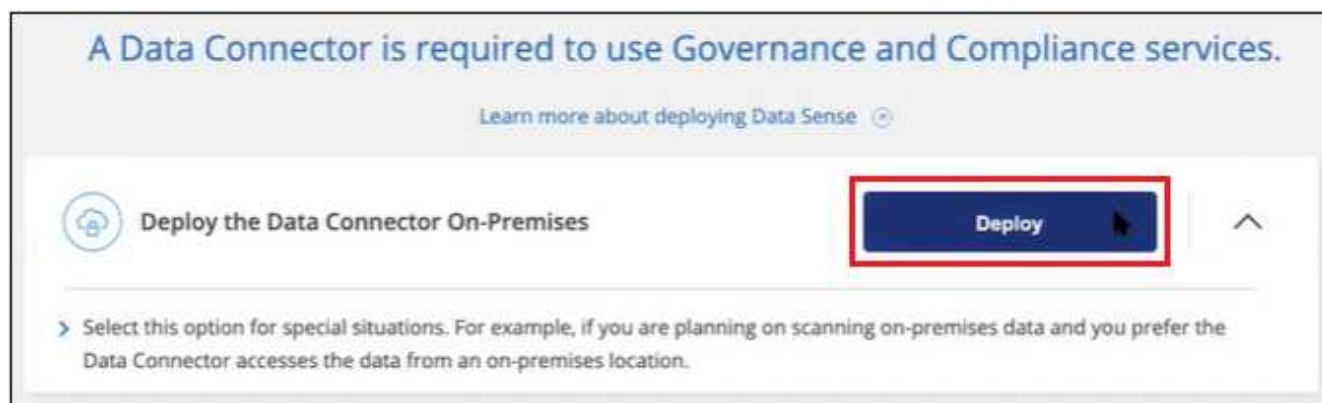 A Data Connector is required to use Governance and Compliance services.
Learn more about deploying Data Sense
Deploy the Data Connector On-Premises
Deploy
Select this option for special situations. For example, if you are planning on scanning on-premises data and you prefer the
Data Connector accesses the data from an on-premises location.